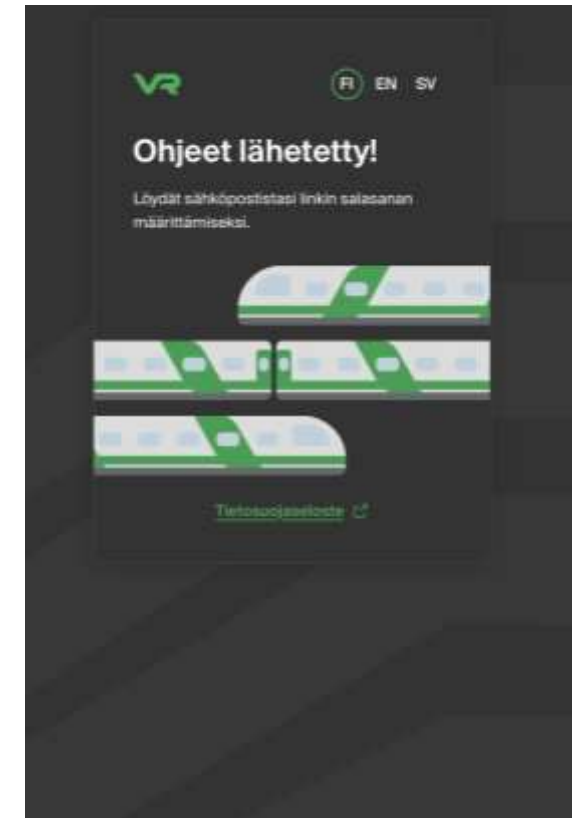 VR
FI EN SV
Ohjeet lähetetty!
Löydät sähköpostistasi linkin salasanan
määrittämiseksi.
Tietosuojaseloste